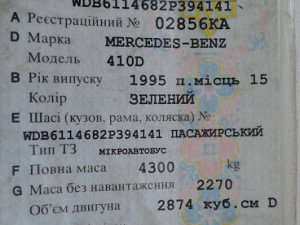 WDB6114682P394141
A Реєстраційний № 02856KA
D Марка MERCEDES-BENZ
Модель 410D
B Рік випуску 1995 п.місць 15
Колір ЗЕЛЕНИЙ
E Шасі (кузов, рама, коляска) №
WDB6114682P394141 ПАСАЖИРСЬКИЙ
Тип ТЗ МІКРОАВТОБУС
F Повна маса 4300 kg
G Маса без навантаження 2270
Об'єм двигуна 2874 куб.см D